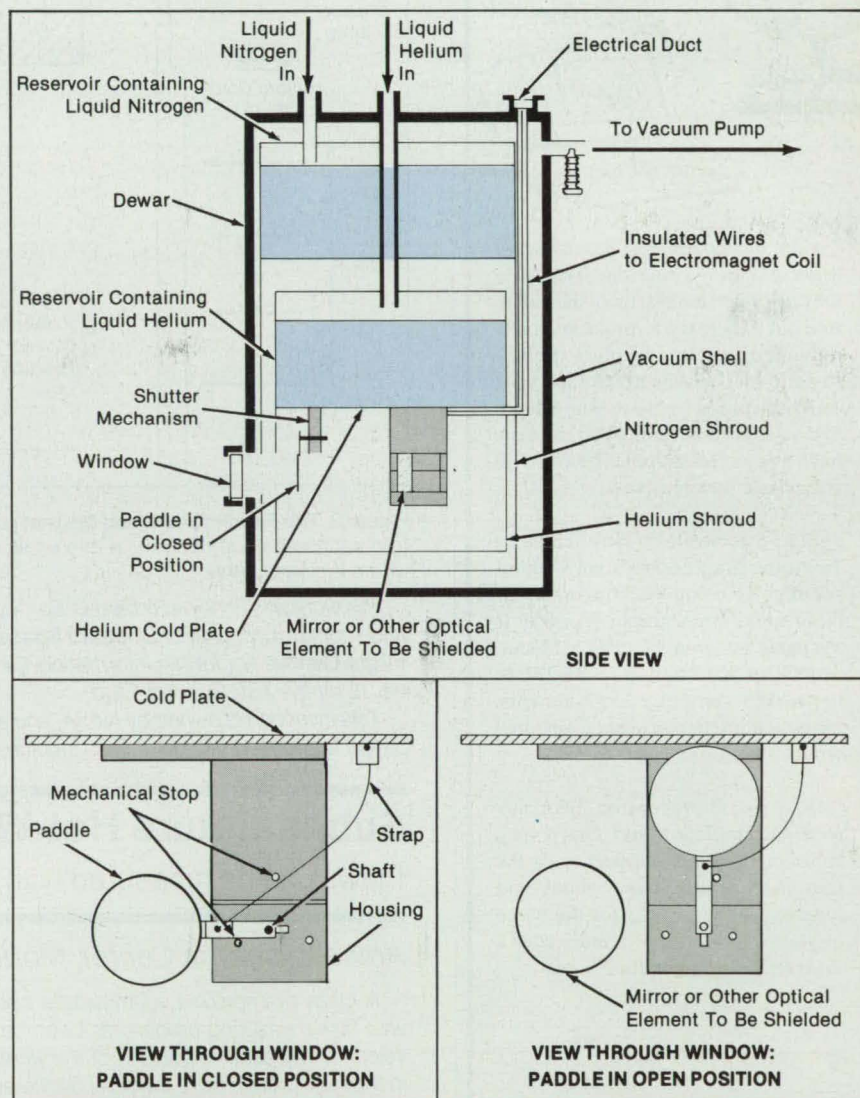 Liquid
Nitrogen
In
Liquid
Helium
In
Electrical Duct
Reservoir Containing
Liquid Nitrogen
To Vacuum Pump
Dewar
Insulated Wires
to Electromagnet Coil
Reservoir Containing
Liquid Helium
Vacuum Shell
Shutter
Mechanism
Nitrogen Shroud
Window
Paddle in
Closed
Position
Helium Shroud
Helium Cold Plate
Mirror or Other Optical
Element To Be Shielded
SIDE VIEW
Cold Plate
Mechanical Stop
Paddle
Strap
Shaft
Housing
VIEW THROUGH WINDOW:
PADDLE IN CLOSED POSITION
Mirror or Other Optical
Element To Be Shielded
VIEW THROUGH WINDOW:
PADDLE IN OPEN POSITION